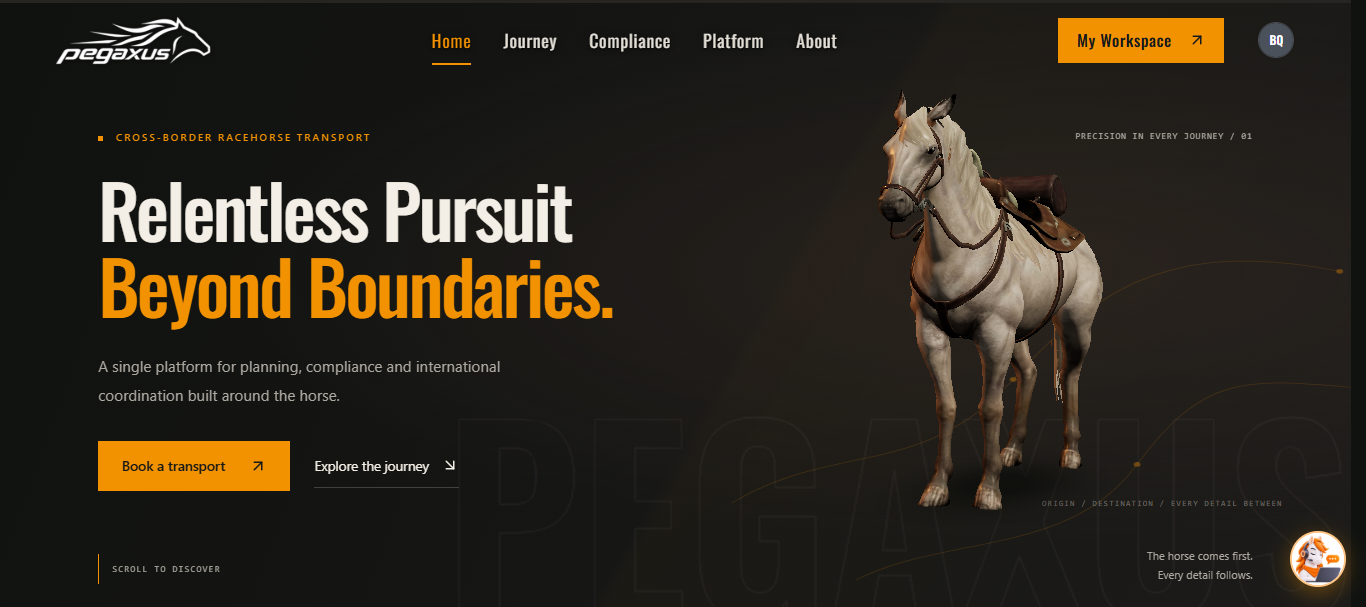 pegaxus
Home
Journey
Compliance
Platform
About
My Workspace
BQ
CROSS-BORDER RACEHORSE TRANSPORT
PRECISION IN EVERY JOURNEY / 01
Relentless Pursuit
Beyond Boundaries.
A single platform for planning, compliance and international
coordination built around the horse.
Book a transport
Explore the journey
PEGAXUS
ORIGIN / DESTINATION / EVERY DETAIL BETWEEN
SCROLL TO DISCOVER
The horse comes first.
Every detail follows.